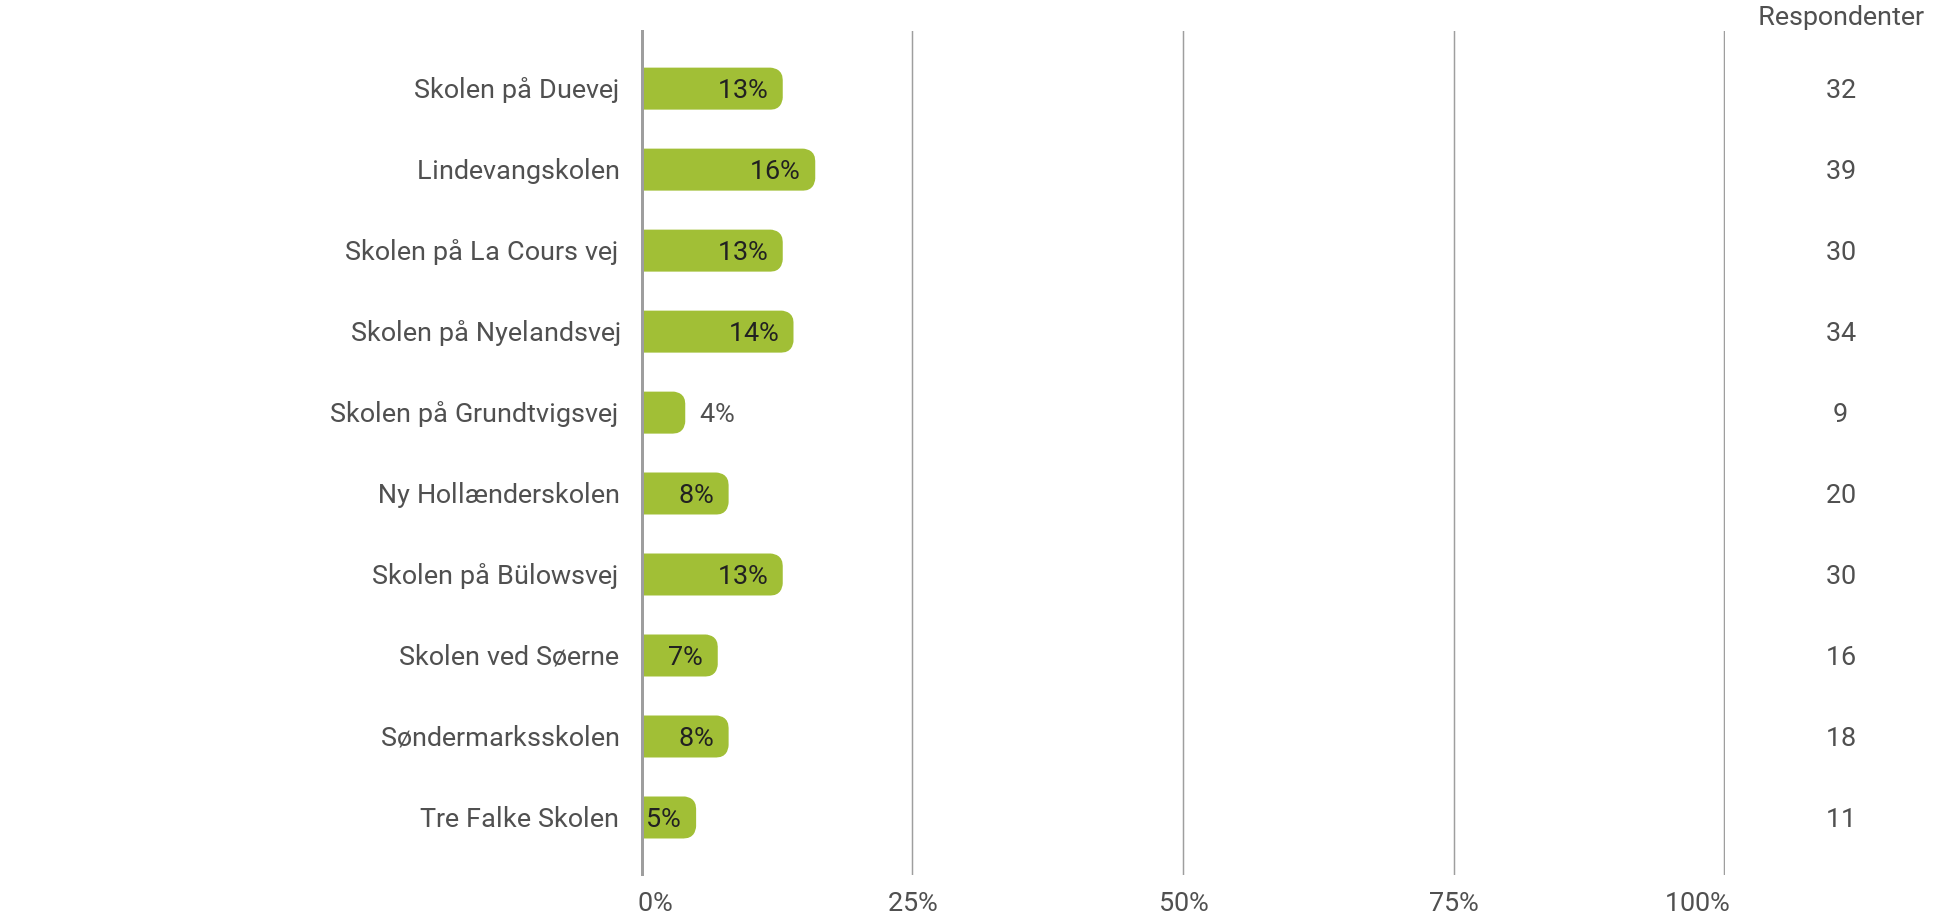 Respondenter
Skolen på Duevej 13% 32
Lindevangskolen 16% 39
Skolen på La Cours vej 13% 30
Skolen på Nyelandsvej 14% 34
Skolen på Grundtvigsvej 4% 9
Ny Hollænderskolen 8% 20
Skolen på Bülowsvej 13% 30
Skolen ved Søerne 7% 16
Søndermarksskolen 8% 18
Tre Falke Skolen 5% 11
0% 25% 50% 75% 100%